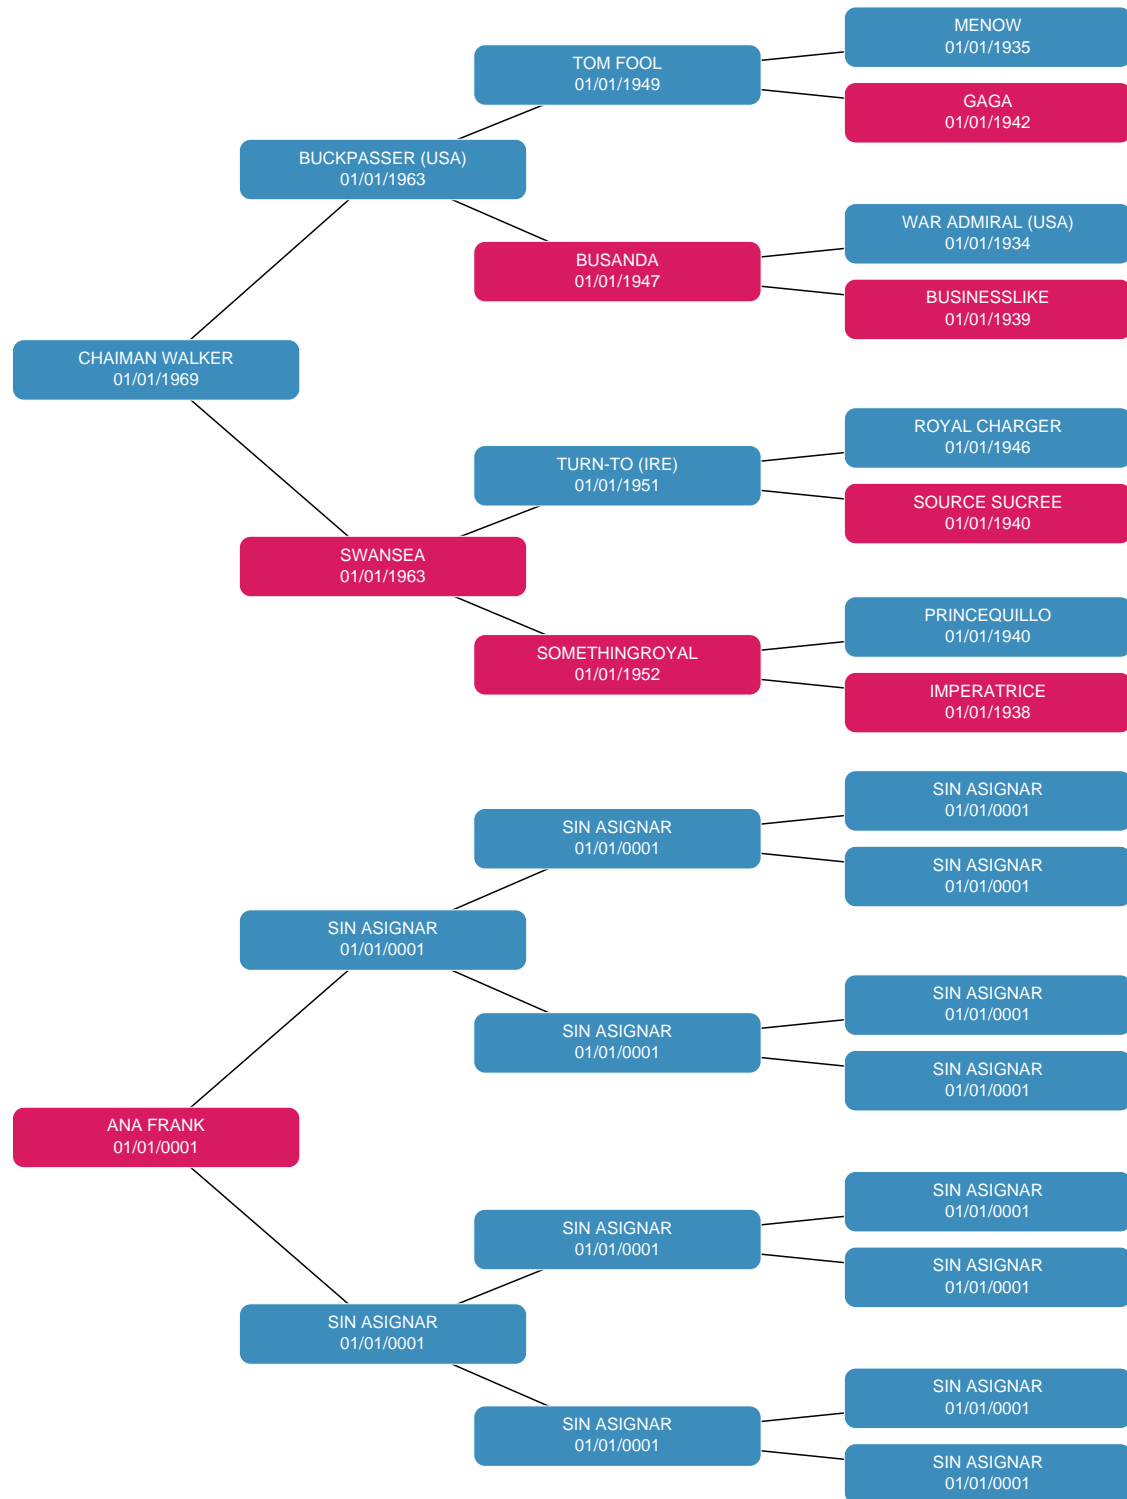 MENOW
01/01/1935
TOM FOOL
01/01/1949
GAGA
01/01/1942
BUCKPASSER (USA)
01/01/1963
WAR ADMIRAL (USA)
01/01/1934
BUSANDA
01/01/1947
BUSINESSLIKE
01/01/1939
CHAIMAN WALKER
01/01/1969
ROYAL CHARGER
01/01/1946
TURN-TO (IRE)
01/01/1951
SOURCE SUCREE
01/01/1940
SWANSEA
01/01/1963
PRINCEQUILLO
01/01/1940
SOMETHINGROYAL
01/01/1952
IMPERATRICE
01/01/1938
SIN ASIGNAR
01/01/0001
SIN ASIGNAR
01/01/0001
SIN ASIGNAR
01/01/0001
SIN ASIGNAR
01/01/0001
SIN ASIGNAR
01/01/0001
SIN ASIGNAR
01/01/0001
SIN ASIGNAR
01/01/0001
ANA FRANK
01/01/0001
SIN ASIGNAR
01/01/0001
SIN ASIGNAR
01/01/0001
SIN ASIGNAR
01/01/0001
SIN ASIGNAR
01/01/0001
SIN ASIGNAR
01/01/0001
SIN ASIGNAR
01/01/0001
SIN ASIGNAR
01/01/0001